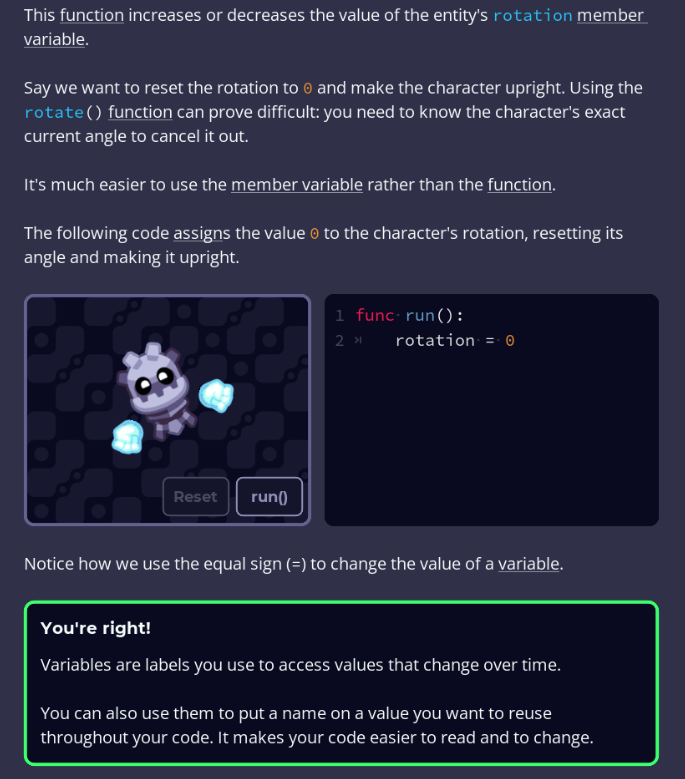 This function increases or decreases the value of the entity's rotation member
variable.
Say we want to reset the rotation to 0 and make the character upright. Using the
rotate() function can prove difficult: you need to know the character's exact
current angle to cancel it out.
It's much easier to use the member variable rather than the function.
The following code assigns the value 0 to the character's rotation, resetting its
angle and making it upright.
Reset run()
1 func run():
2 rotation = 0
Notice how we use the equal sign (=) to change the value of a variable.
You're right!
Variables are labels you use to access values that change over time.
You can also use them to put a name on a value you want to reuse
throughout your code. It makes your code easier to read and to change.